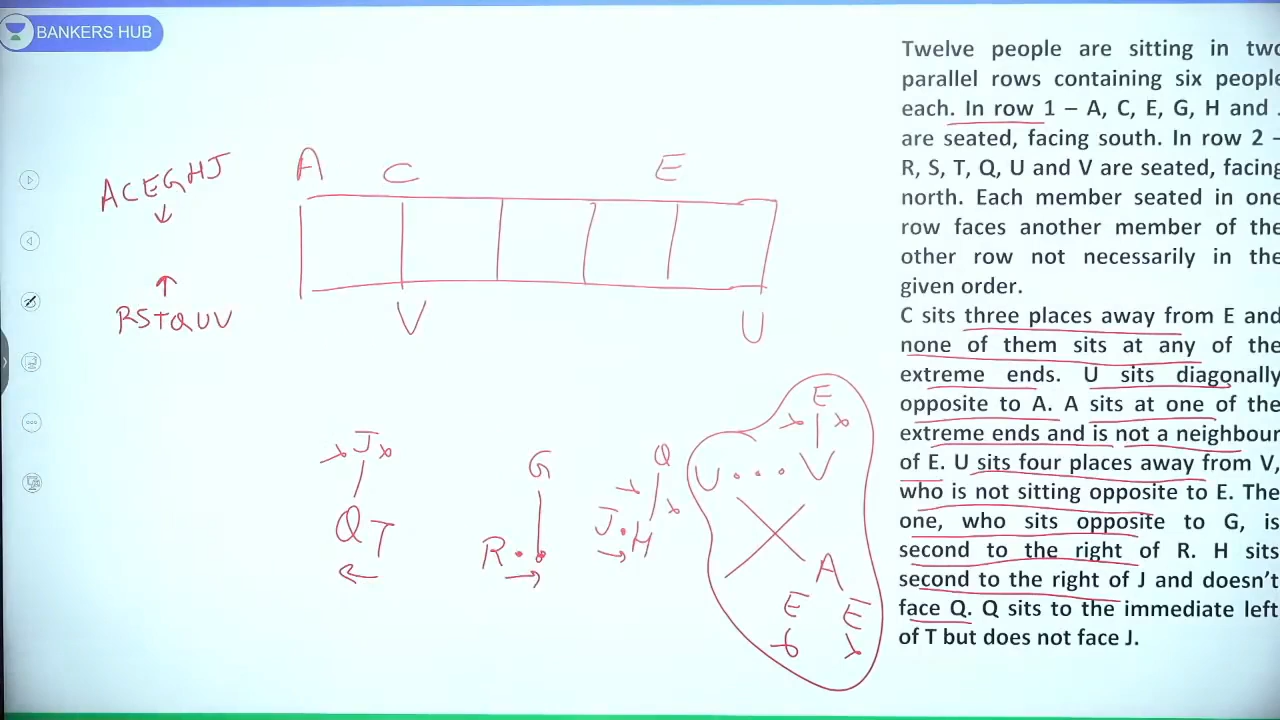 BANKERS HUB
Twelve people are sitting in two
parallel rows containing six people
each. In row 1 – A, C, E, G, H and
are seated, facing south. In row 2 –
R, S, T, Q, U and V are seated, facing
north. Each member seated in one
row faces another member of the
other row not necessarily in the
given order.
C sits three places away from E and
none of them sits at any of the
extreme ends. U sits diagonally
opposite to A. A sits at one of the
extreme ends and is not a neighbour
of E. U sits four places away from V,
who is not sitting opposite to E. The
one, who sits opposite to G, is
second to the right of R. H sits
second to the right of J and doesn't
face Q. Q sits to the immediate left
of T but does not face J.
A C E
ACEGHJ
↓
↑
RSTQUV
V U
J
Q T
←
G
R .
→
Q
J . H
→
E
U . . . V
A
E E